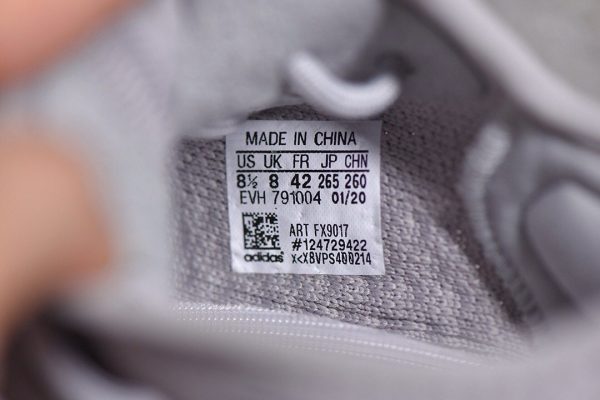 MADE IN CHINA
US UK FR JP CHN
8½ 8 42 265 260
EVH 791004 01/20
ART FX9017
#124729422
adidas x<X8VPS400214